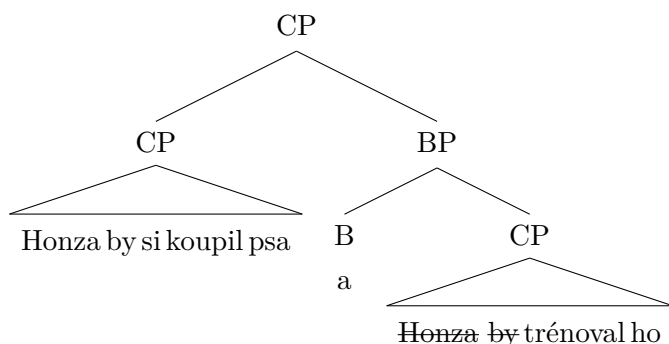 CP
CP BP
Honza by si koupil psa B CP
a
Honza by trénoval ho